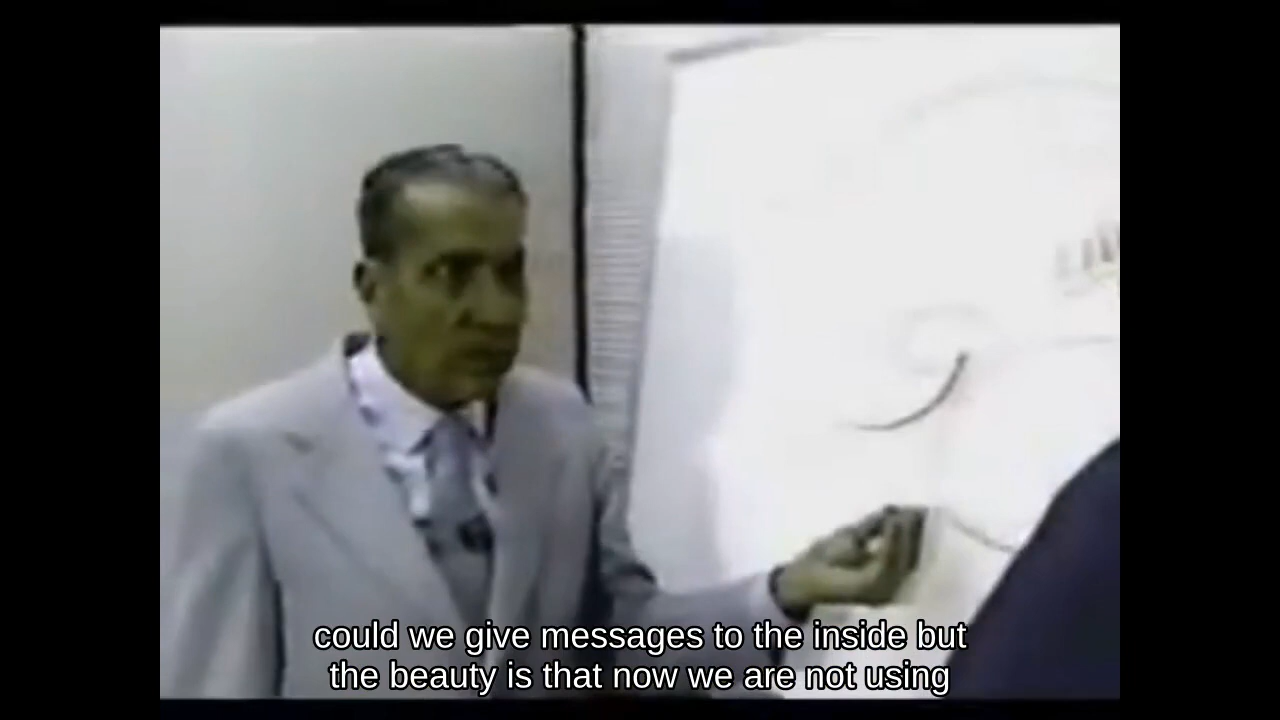 could we give messages to the inside but
the beauty is that now we are not using